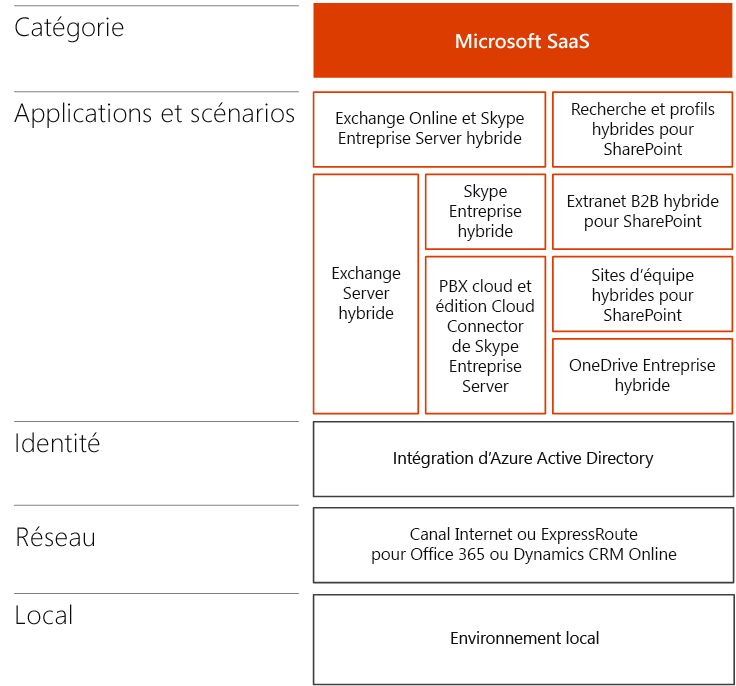 Catégorie
Microsoft SaaS
Applications et scénarios
Exchange Online et Skype
Entreprise Server hybride
Recherche et profils
hybrides pour
SharePoint
Exchange
Server
hybride
Skype
Entreprise
hybride
Extranet B2B hybride
pour SharePoint
PBX cloud et
édition Cloud
Connector
de Skype
Entreprise
Server
Sites d’équipe
hybrides pour
SharePoint
OneDrive Entreprise
hybride
Identité
Intégration d’Azure Active Directory
Réseau
Canal Internet ou ExpressRoute
pour Office 365 ou Dynamics CRM Online
Local
Environnement local